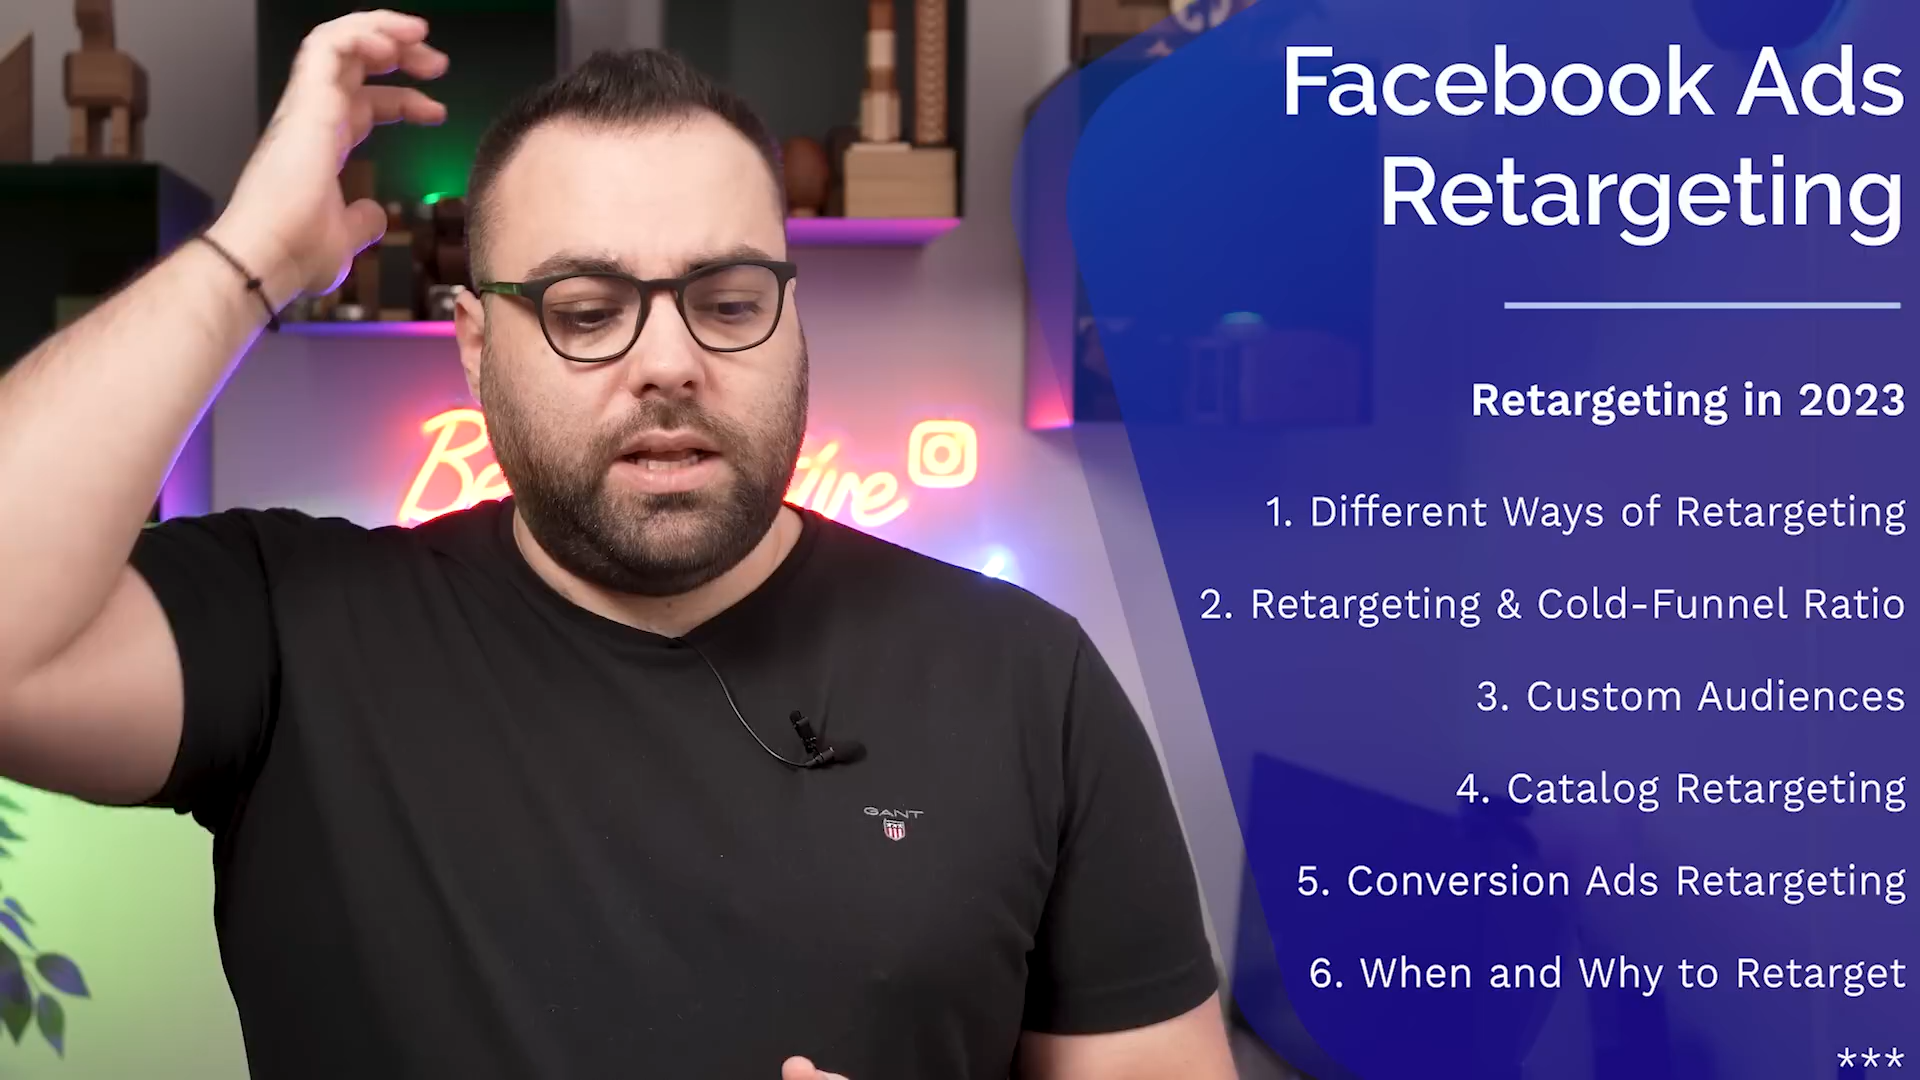 Facebook Ads
Retargeting
Retargeting in 2023
1. Different Ways of Retargeting
2. Retargeting & Cold-Funnel Ratio
3. Custom Audiences
4. Catalog Retargeting
5. Conversion Ads Retargeting
6. When and Why to Retarget
***
GANT